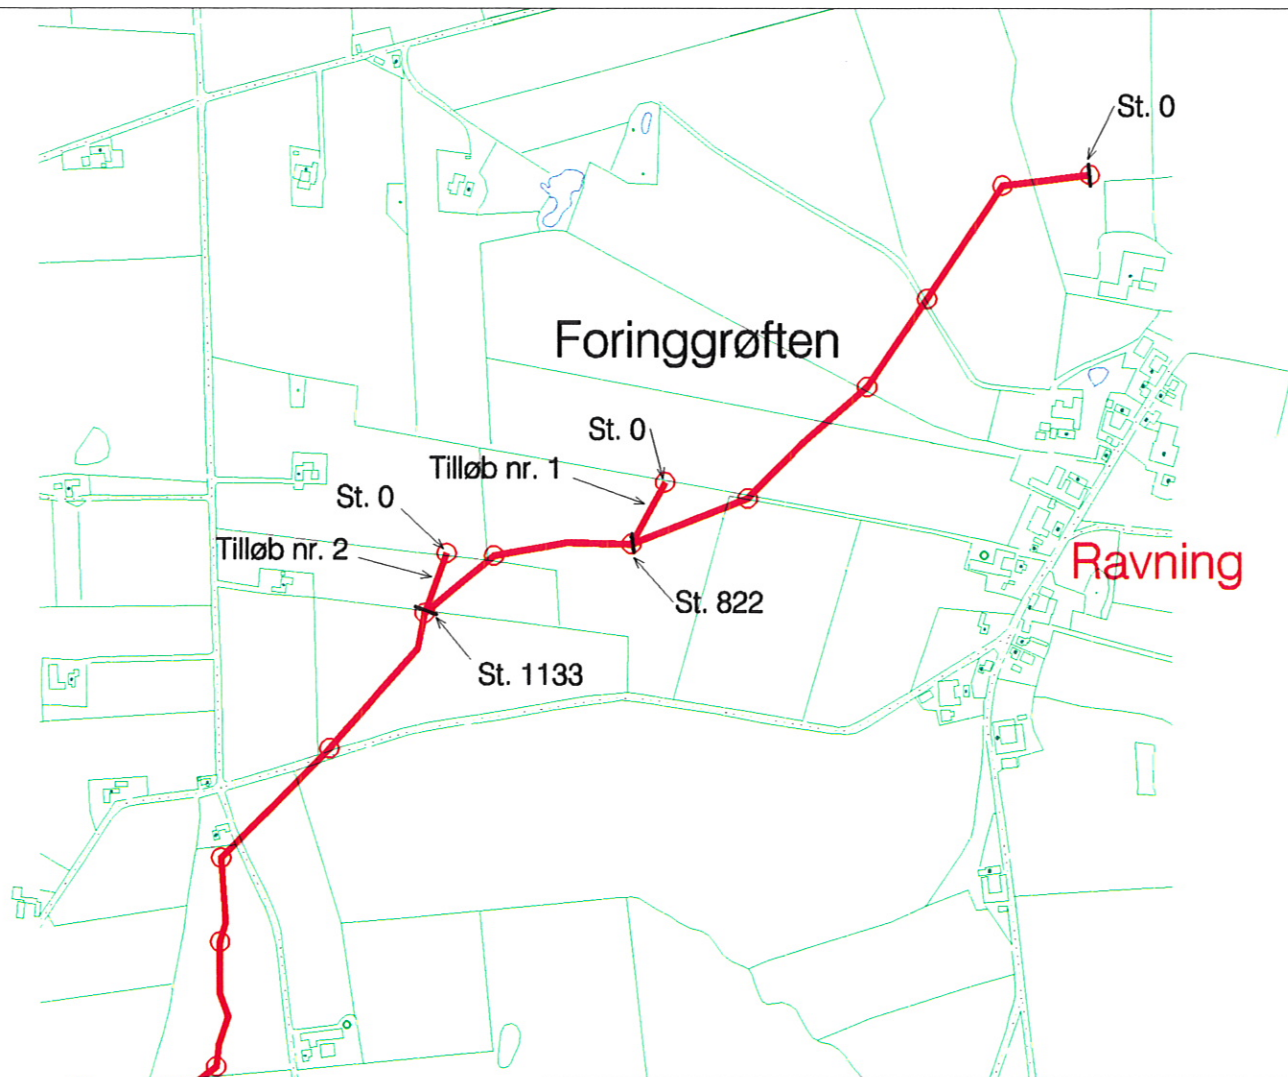 St. 0
Foringgrøften
St. 0
Tilløb nr. 1
St. 0
Tilløb nr. 2
Ravning
St. 822
St. 1133